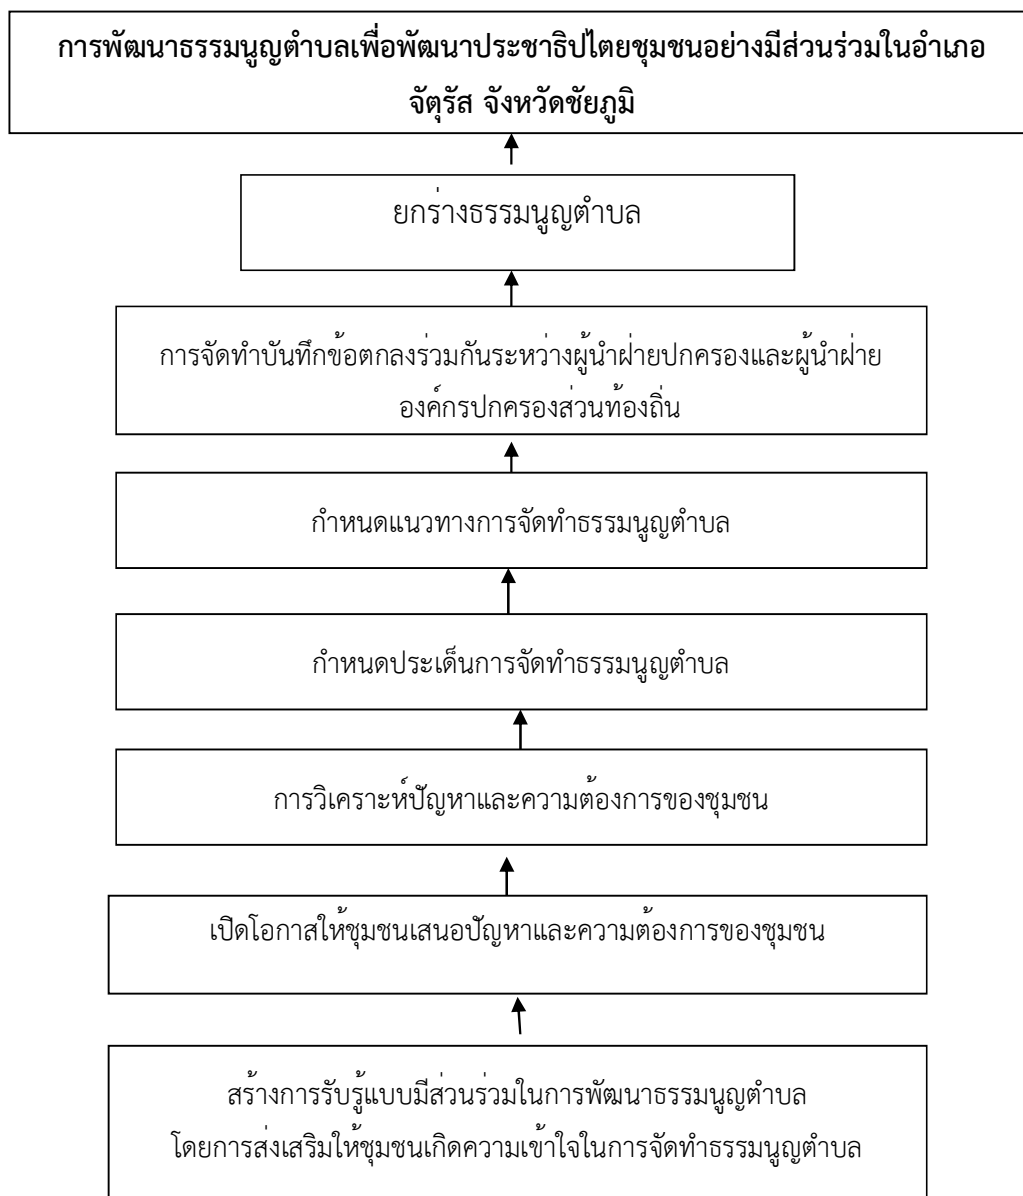 การพัฒนาธรรมนูญตำบลเพื่อพัฒนาประชาธิปไตยชุมชนอย่างมีส่วนร่วมในอำเภอ
จัตุรัส จังหวัดชัยภูมิ
ยกร่างธรรมนูญตำบล
การจัดทำบันทึกข้อตกลงร่วมกันระหว่างผู้นำฝ่ายปกครองและผู้นำฝ่าย
องค์กรปกครองส่วนท้องถิ่น
กำหนดแนวทางการจัดทำธรรมนูญตำบล
กำหนดประเด็นการจัดทำธรรมนูญตำบล
การวิเคราะห์ปัญหาและความต้องการของชุมชน
เปิดโอกาสให้ชุมชนเสนอปัญหาและความต้องการของชุมชน
สร้างการรับรู้แบบมีส่วนร่วมในการพัฒนาธรรมนูญตำบล
โดยการส่งเสริมให้ชุมชนเกิดความเข้าใจในการจัดทำธรรมนูญตำบล